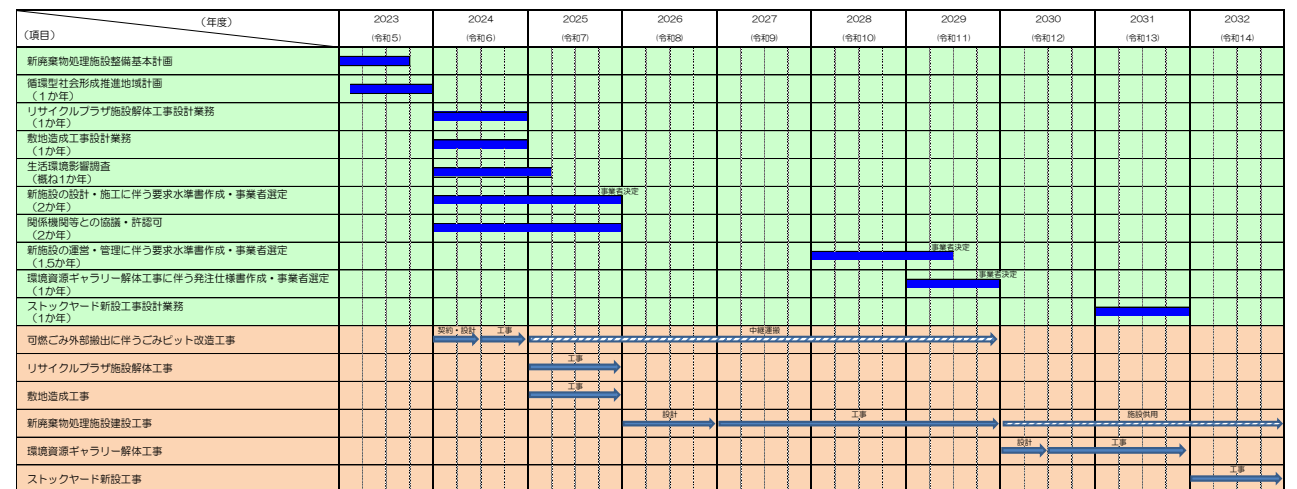 （年度）
（項目）
2023 2024 2025 2026 2027 2028 2029 2030 2031 2032
(令和5) (令和6) (令和7) (令和8) (令和9) (令和10) (令和11) (令和12) (令和13) (令和14)
新廃棄物処理施設整備基本計画
循環型社会形成推進地域計画
（1か年）
リサイクルプラザ施設解体工事設計業務
（1か年）
敷地造成工事設計業務
（1か年）
生活環境影響調査
（概ね1か年）
新施設の設計・施工に伴う要求水準書作成・事業者選定
（2か年）
事業者決定
関係機関等との協議・許認可
（2か年）
新施設の運営・管理に伴う要求水準書作成・事業者選定
（1.5か年）
事業者決定
環境資源ギャラリー解体工事に伴う発注仕様書作成・事業者選定
（1か年）
事業者決定
ストックヤード新設工事設計業務
（1か年）
可燃ごみ外部搬出に伴うごみピット改造工事
契約・設計 工事 中継運搬
リサイクルプラザ施設解体工事
工事
敷地造成工事
工事
新廃棄物処理施設建設工事
設計 工事 施設供用
環境資源ギャラリー解体工事
設計 工事
ストックヤード新設工事
工事